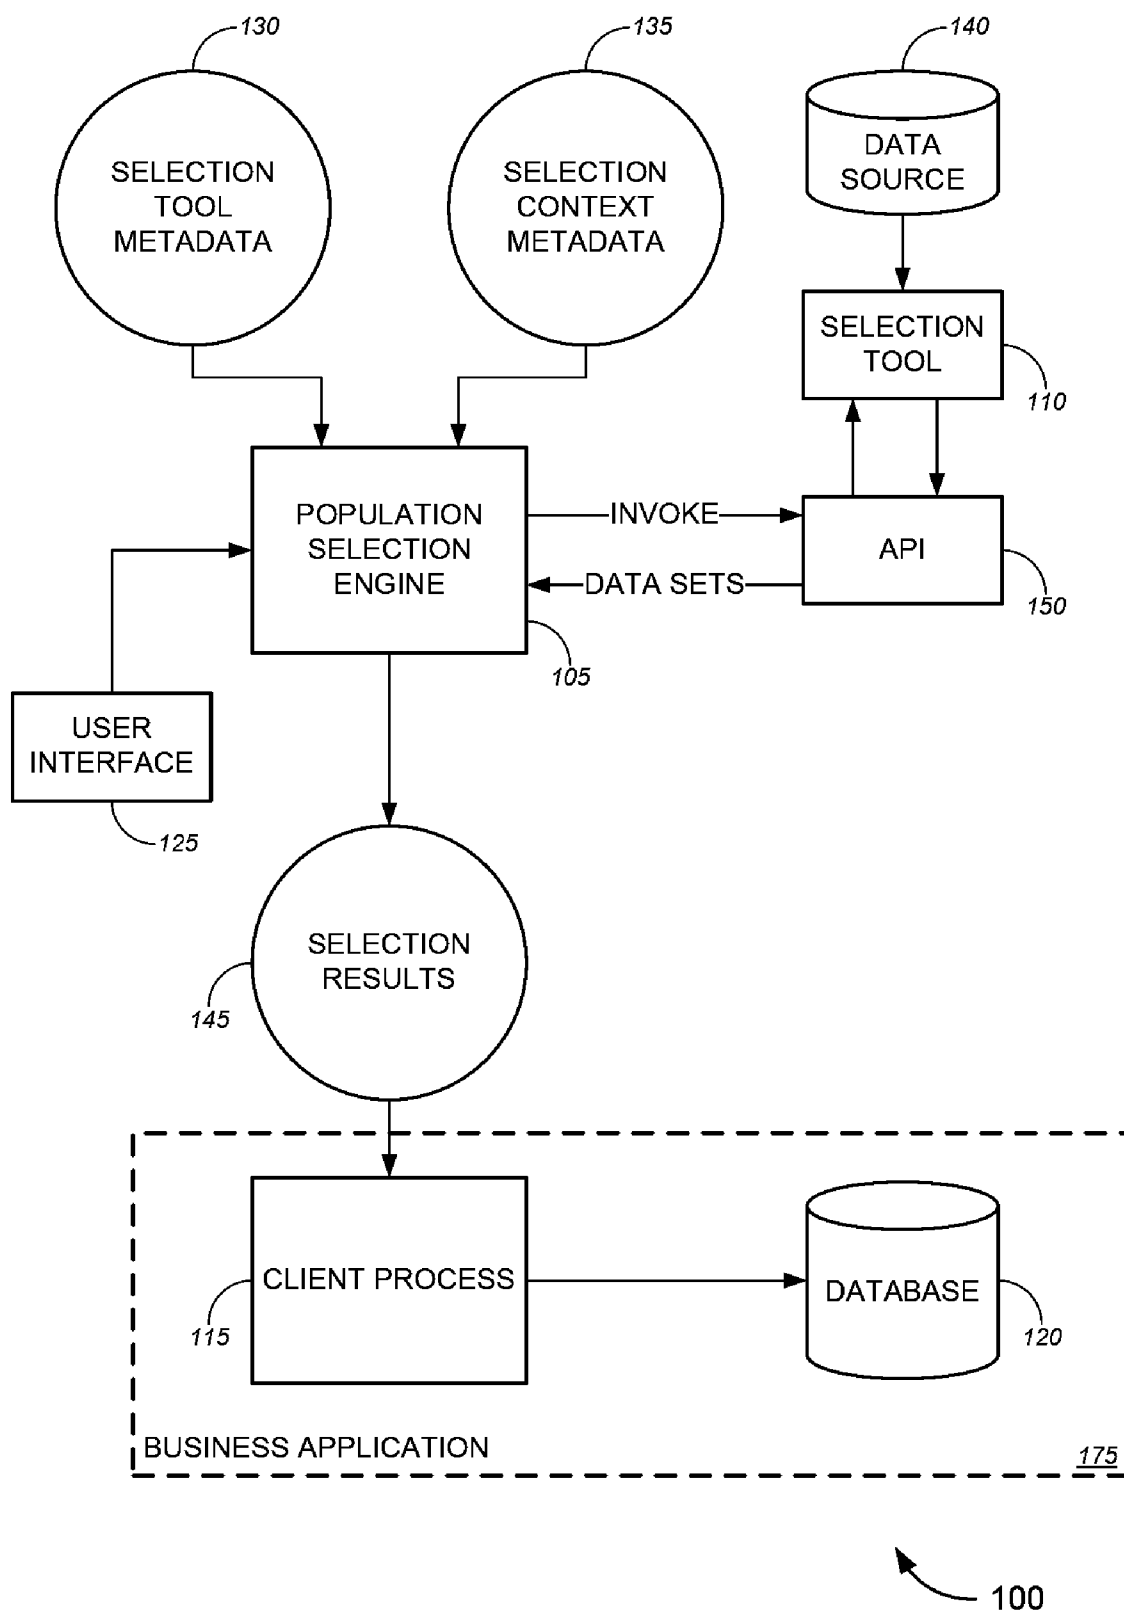 130
135
140
SELECTION
TOOL
METADATA
SELECTION
CONTEXT
METADATA
DATA
SOURCE
SELECTION
TOOL
110
POPULATION
SELECTION
ENGINE
INVOKE
DATA SETS
API
150
105
USER
INTERFACE
125
SELECTION
RESULTS
145
CLIENT PROCESS
115
DATABASE
120
BUSINESS APPLICATION
175
100